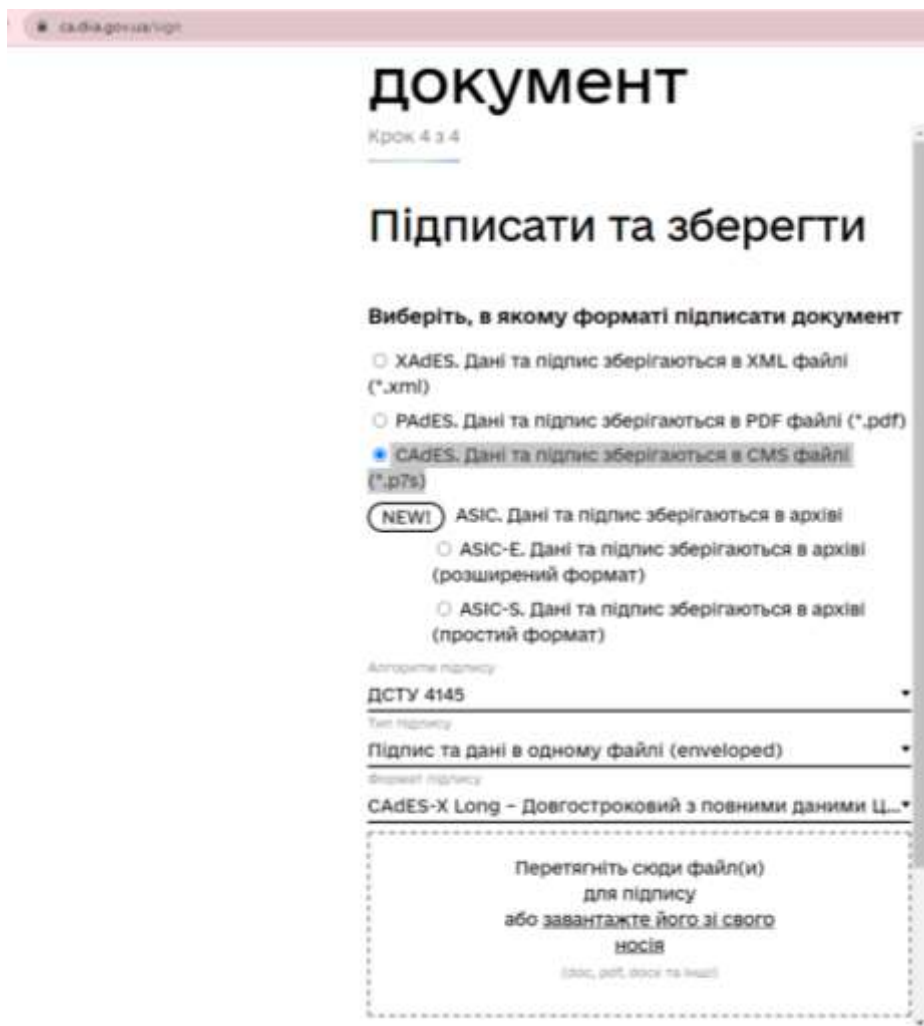 ca.diia.gov.ua/sign
документ
Крок 4 з 4
Підписати та зберегти
Виберіть, в якому форматі підписати документ
XAdES. Дані та підпис зберігаються в XML файлі
(*.xml)
PAdES. Дані та підпис зберігаються в PDF файлі (*.pdf)
CAdES. Дані та підпис зберігаються в CMS файлі
(*.p7s)
NEW! ASIC. Дані та підпис зберігаються в архіві
ASIC-E. Дані та підпис зберігаються в архіві
(розширений формат)
ASIC-S. Дані та підпис зберігаються в архіві
(простий формат)
Алгоритм підпису
ДСТУ 4145
Тип підпису
Підпис та дані в одному файлі (enveloped)
Формат підпису
CAdES-X Long – Довгостроковий з повними даними Ц...
Перетягніть сюди файл(и)
для підпису
або завантажте його зі свого
носія
(doc, pdf, docx та інші)